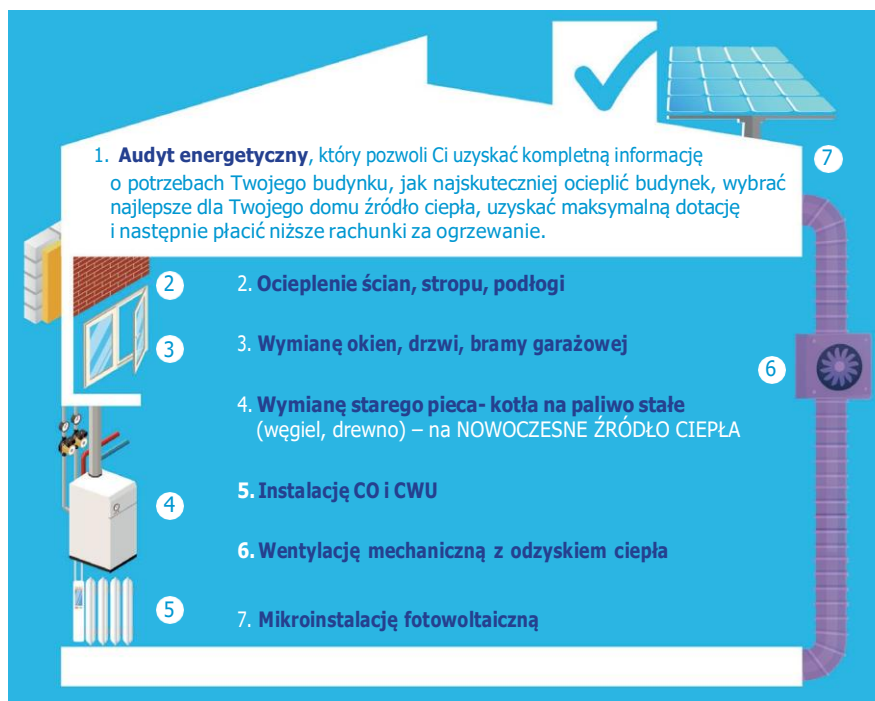 1. Audyt energetyczny, który pozwoli Ci uzyskać kompletną informację
o potrzebach Twojego budynku, jak najskuteczniej ocieplić budynek, wybrać
najlepsze dla Twojego domu źródło ciepła, uzyskać maksymalną dotację
i następnie płacić niższe rachunki za ogrzewanie.
7
2
2. Ocieplenie ścian, stropu, podłogi
3
3. Wymianę okien, drzwi, bramy garażowej
6
4. Wymianę starego pieca- kotła na paliwo stałe
(węgiel, drewno) – na NOWOCZESNE ŹRÓDŁO CIEPŁA
4
5. Instalację CO i CWU
6. Wentylację mechaniczną z odzyskiem ciepła
5
7. Mikroinstalację fotowoltaiczną